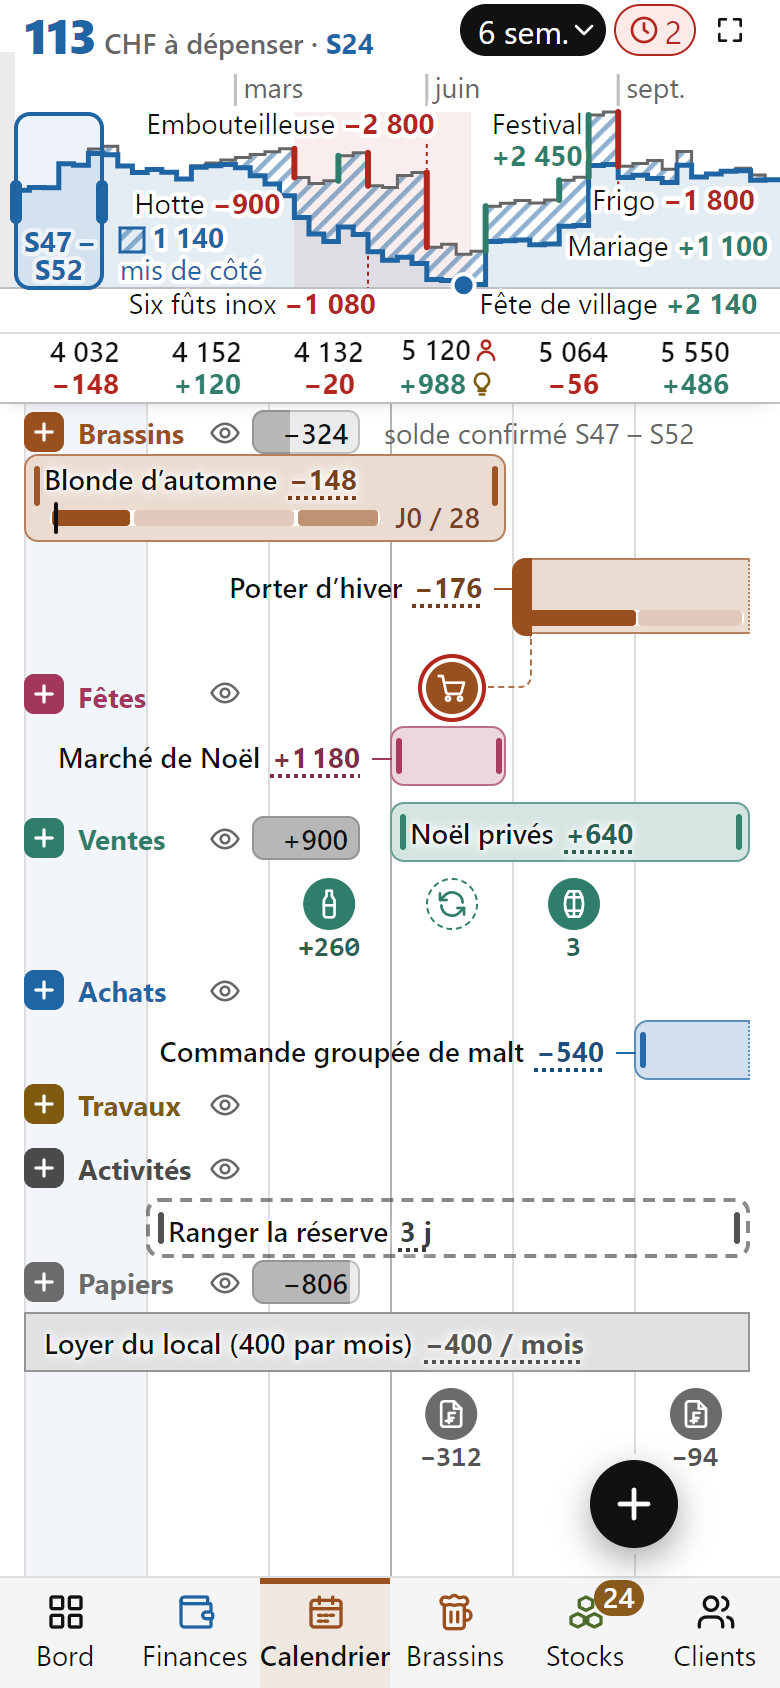 113 CHF à dépenser · S24
6 sem.
2
mars juin sept.
Embouteilleuse −2 800
Festival
+2 450
Hotte −900
Frigo −1 800
S47 –
S52
1 140
mis de côté
Mariage +1 100
Six fûts inox −1 080
Fête de village +2 140
4 032 4 152 4 132 5 120 5 064 5 550
−148 +120 −20 +988 −56 +486
Brassins −324 solde confirmé S47 – S52
Blonde d’automne −148
J0 / 28
Porter d’hiver −176
Fêtes
Marché de Noël +1 180
Ventes +900
Noël privés +640
+260 3
Achats
Commande groupée de malt −540
Travaux
Activités
Ranger la réserve 3 j
Papiers −806
Loyer du local (400 par mois) −400 / mois
−312 −94
24
Bord Finances Calendrier Brassins Stocks Clients